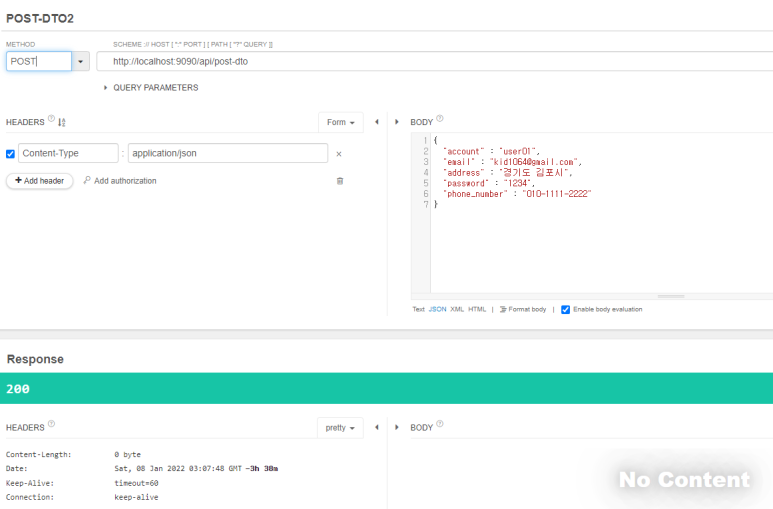 POST-DTO2
METHOD
SCHEME :// HOST [ ":" PORT ] [ PATH [ "?" QUERY ]]
POST
http://localhost:9090/api/post-dto
QUERY PARAMETERS
HEADERS
Form
BODY
Content-Type : application/json
+ Add header
Add authorization
1 {
2 "account" : "user01",
3 "email" : "kid1064@gmail.com",
4 "address" : "경기도 김포시",
5 "password" : "1234",
6 "phone_number" : "010-1111-2222"
7 }
Text JSON XML HTML | Format body | Enable body evaluation
Response
200
HEADERS
pretty
BODY
Content-Length: 0 byte
Date: Sat, 08 Jan 2022 03:07:48 GMT -3h 38m
Keep-Alive: timeout=60
Connection: keep-alive
No Content